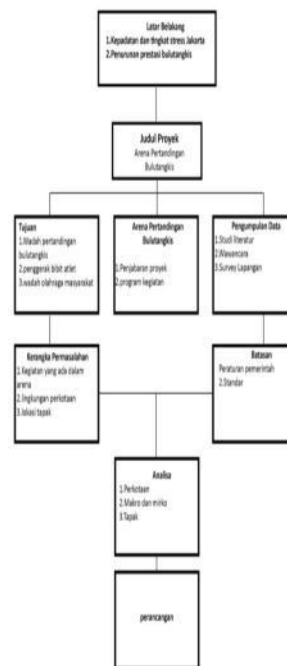 Latar Belakang
1.Kepadatan dan tingkat stress Jakarta
2.Penurunan prestasi bulutangkis
Judul Proyek
Arena Pertandingan
Bulutangkis
Tujuan
1.Wadah pertandingan
bulutangkis
2.penggerak bibit atlet
3.wadah olahraga masyarakat
Arena Pertandingan
Bulutangkis
1.Penjabaran proyek
2.program kegiatan
Pengumpulan Data
1.Studi literatur
2.Wawancara
3.Survey Lapangan
Kerangka Permasalahan
1.Kegiatan yang ada dalam
arena
2.lingkungan perkotaan
3.lokasi tapak
Batasan
Peraturan pemerintah
2.Standar
Analisa
1.Perkotaan
2.Makro dan mirko
3.Tapak
perancangan